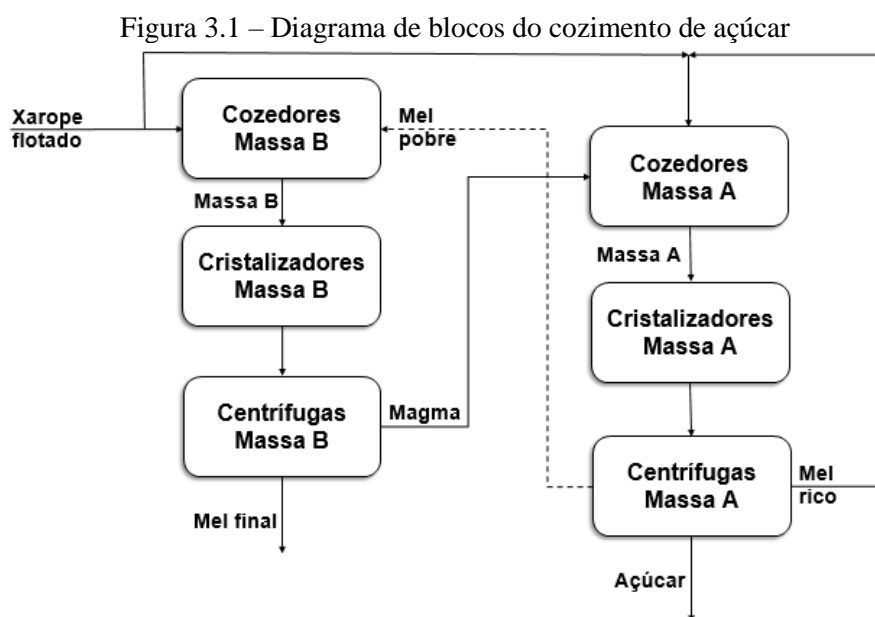 Figura 3.1 – Diagrama de blocos do cozimento de açúcar
Xarope
flotado
Cozedores
Massa B
Mel
pobre
Cozedores
Massa A
Massa B
Massa A
Cristalizadores
Massa B
Cristalizadores
Massa A
Centrífugas
Massa B
Magma
Centrífugas
Massa A
Mel
rico
Mel final
Açúcar